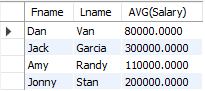 Fname Lname AVG(Salary)
Dan Van 80000.0000
Jack Garcia 300000.0000
Amy Randy 110000.0000
Jonny Stan 200000.0000